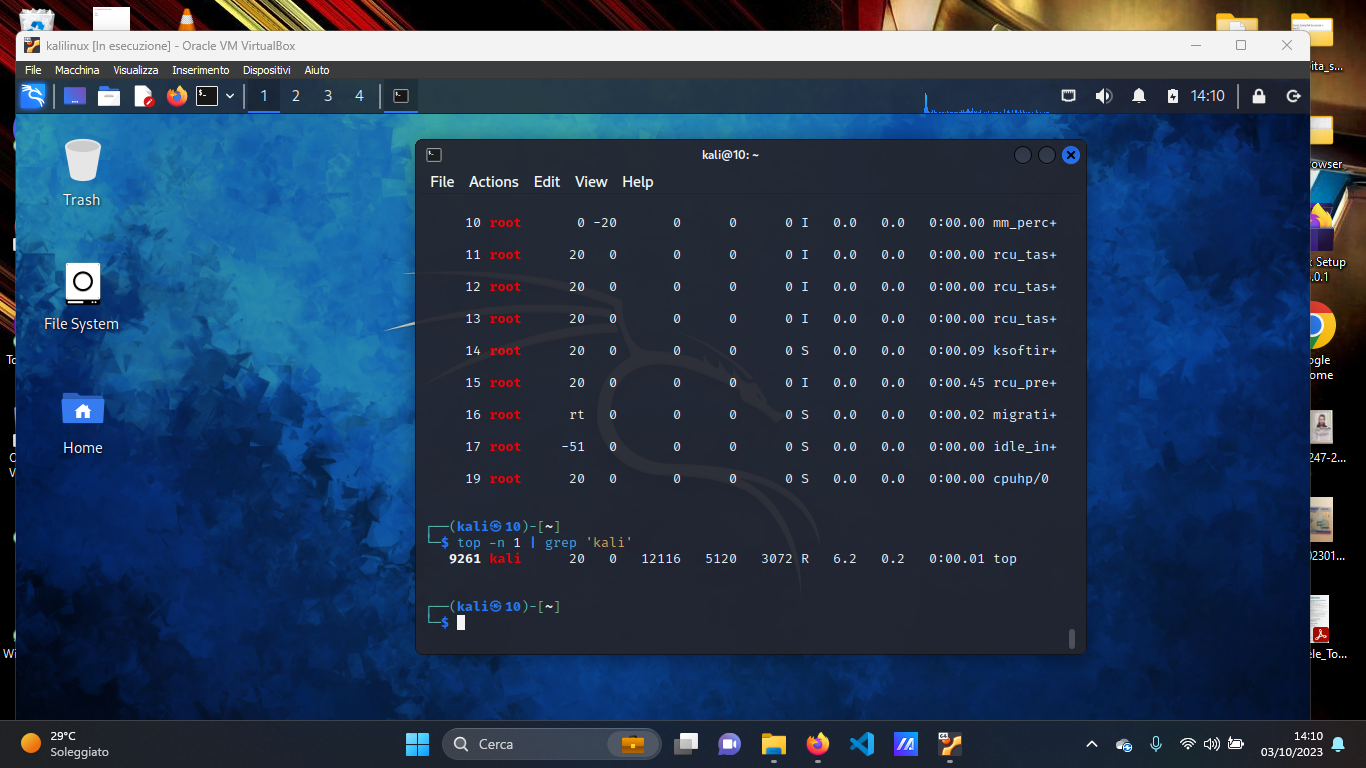 kalilinux [In esecuzione] - Oracle VM VirtualBox
File Macchina Visualizza Inserimento Dispositivi Aiuto
1 2 3 4 14:10
Trash
File System
Home
kali@10: ~
File Actions Edit View Help
10 root 0 -20 0 0 0 I 0.0 0.0 0:00.00 mm_perc+
11 root 20 0 0 0 0 I 0.0 0.0 0:00.00 rcu_tas+
12 root 20 0 0 0 0 I 0.0 0.0 0:00.00 rcu_tas+
13 root 20 0 0 0 0 I 0.0 0.0 0:00.00 rcu_tas+
14 root 20 0 0 0 0 S 0.0 0.0 0:00.09 ksoftir+
15 root 20 0 0 0 0 I 0.0 0.0 0:00.45 rcu_pre+
16 root rt 0 0 0 0 S 0.0 0.0 0:00.02 migrati+
17 root -51 0 0 0 0 S 0.0 0.0 0:00.00 idle_in+
19 root 20 0 0 0 0 S 0.0 0.0 0:00.00 cpuhp/0
┌──(kali㉿10)-[~]
└─$ top -n 1 | grep 'kali'
9261 kali 20 0 12116 5120 3072 R 6.2 0.2 0:00.01 top
┌──(kali㉿10)-[~]
└─$
ita_s...
owser
Setup
.0.1
ogle
ome
247-2...
02301...
ele_To...
To
Wi
29°C
Soleggiato
Cerca
14:10
03/10/2023